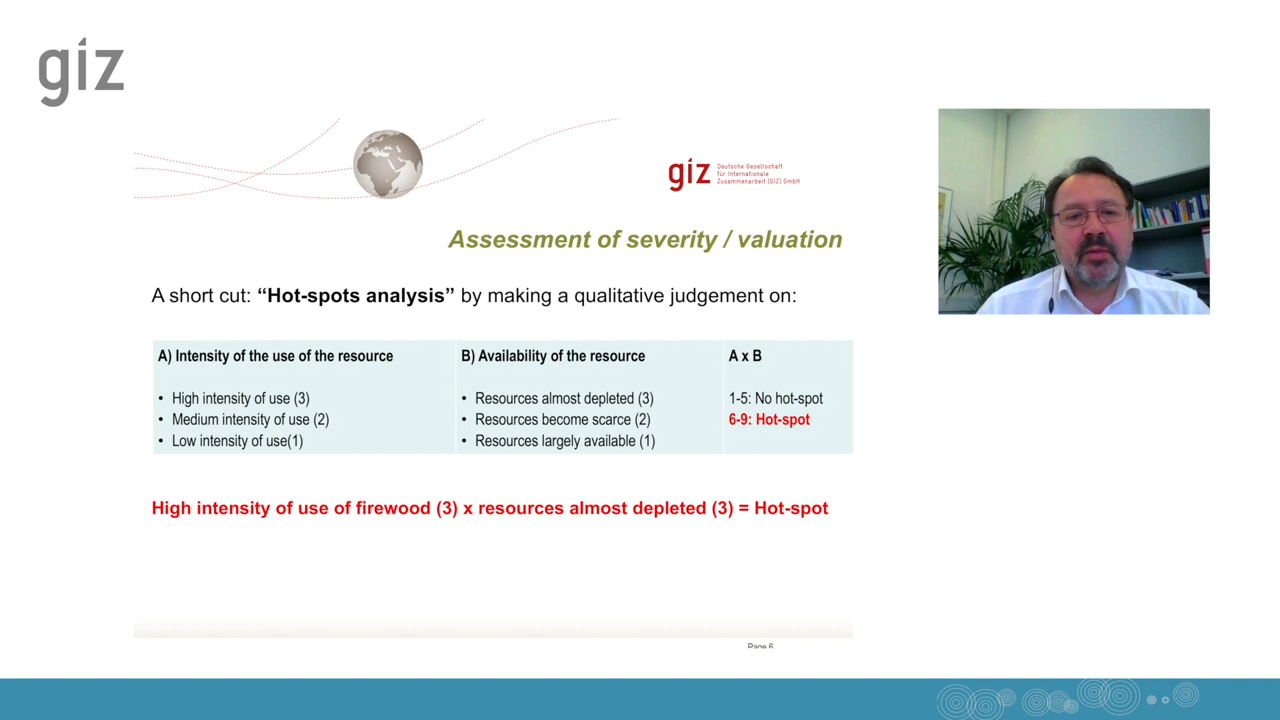 giz
giz
Deutsche Gesellschaft
für Internationale
Zusammenarbeit (GIZ) GmbH
Assessment of severity / valuation
A short cut: “Hot-spots analysis” by making a qualitative judgement on:
A) Intensity of the use of the resource
• High intensity of use (3)
• Medium intensity of use (2)
• Low intensity of use(1)
B) Availability of the resource
• Resources almost depleted (3)
• Resources become scarce (2)
• Resources largely available (1)
A x B
1-5: No hot-spot
6-9: Hot-spot
High intensity of use of firewood (3) x resources almost depleted (3) = Hot-spot
Page 6